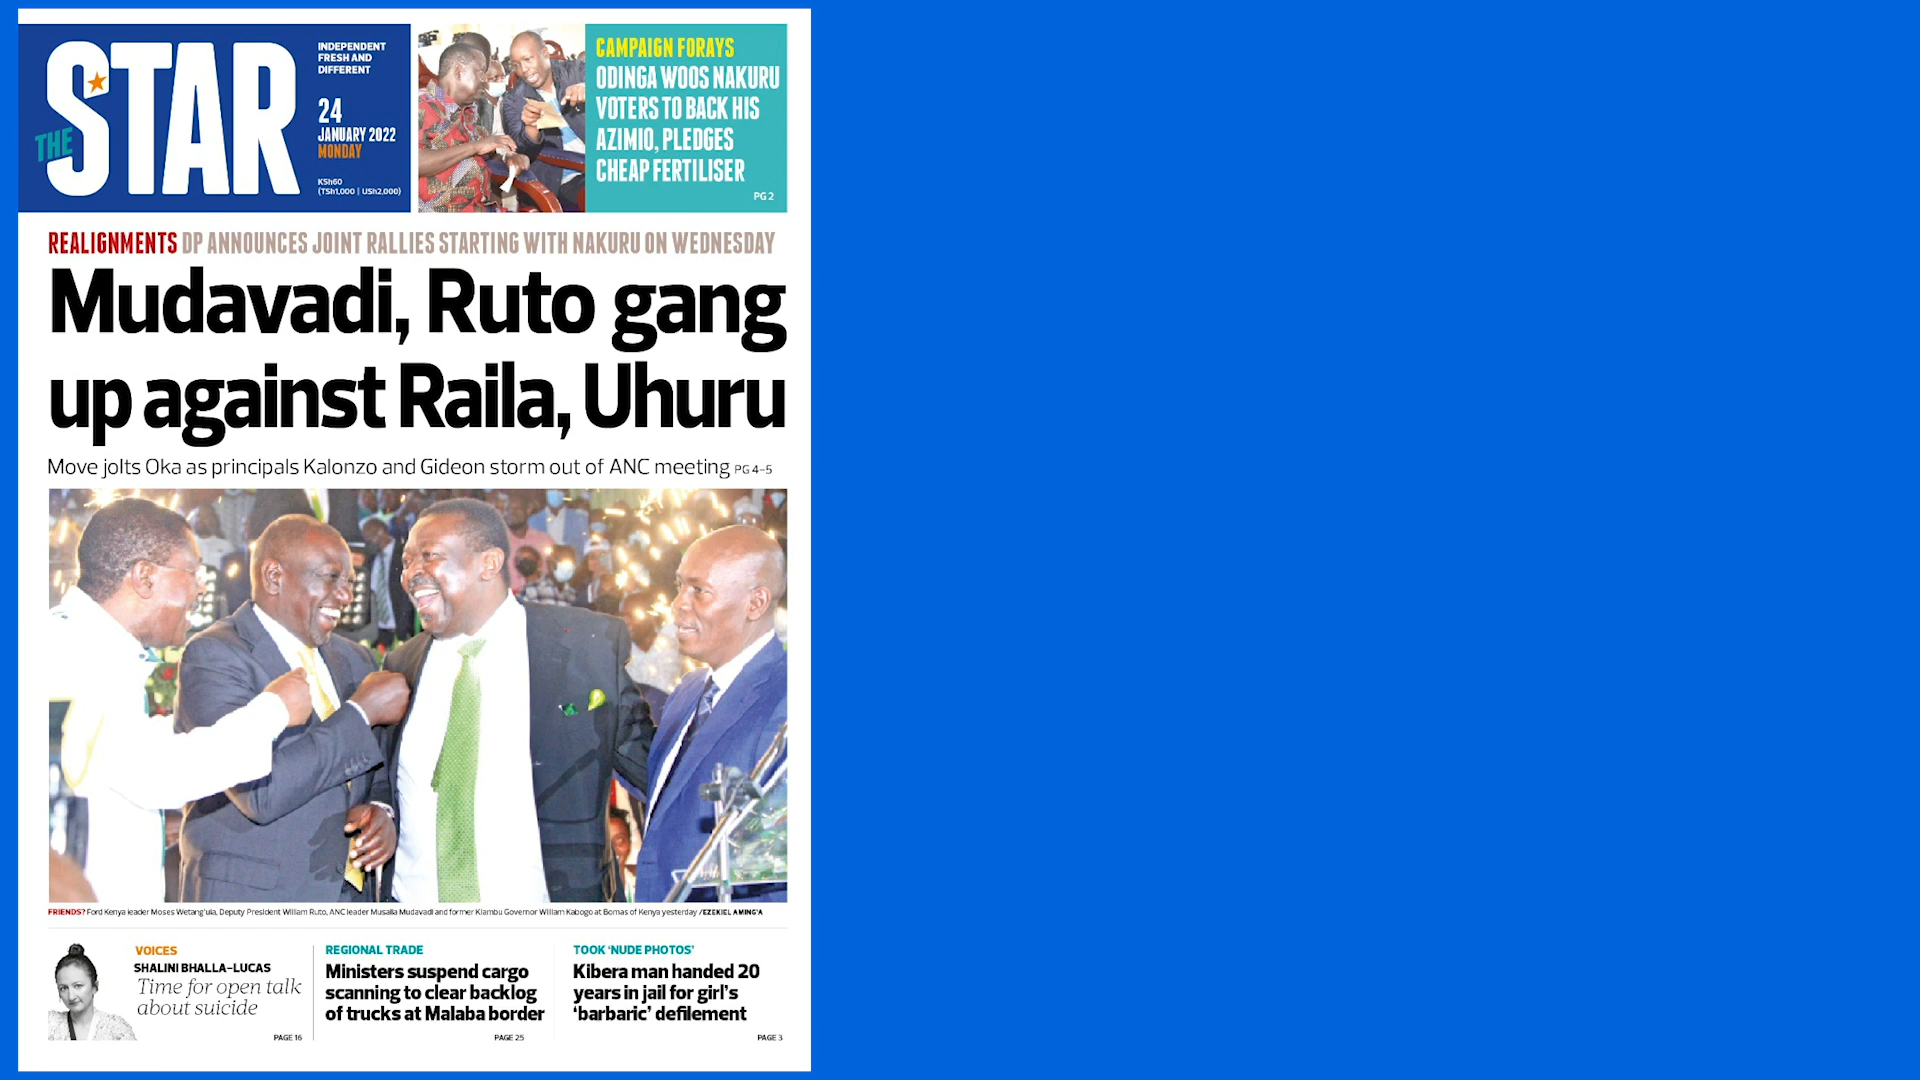 THE STAR
INDEPENDENT
FRESH AND
DIFFERENT
24
JANUARY 2022
MONDAY
KSh60
(TSh1,000 | USh2,000)
CAMPAIGN FORAYS
ODINGA WOOS NAKURU
VOTERS TO BACK HIS
AZIMIO, PLEDGES
CHEAP FERTILISER
PG 2
REALIGNMENTS DP ANNOUNCES JOINT RALLIES STARTING WITH NAKURU ON WEDNESDAY
Mudavadi, Ruto gang
up against Raila, Uhuru
Move jolts Oka as principals Kalonzo and Gideon storm out of ANC meeting PG 4-5
FRIENDS? Ford Kenya leader Moses Wetang'ula, Deputy President William Ruto, ANC leader Musalia Mudavadi and former Kiambu Governor William Kabogo at Bomas of Kenya yesterday /EZEKIEL AMING'A
VOICES
SHALINI BHALLA-LUCAS
Time for open talk
about suicide
PAGE 16
REGIONAL TRADE
Ministers suspend cargo
scanning to clear backlog
of trucks at Malaba border
PAGE 25
TOOK 'NUDE PHOTOS'
Kibera man handed 20
years in jail for girl's
'barbaric' defilement
PAGE 3